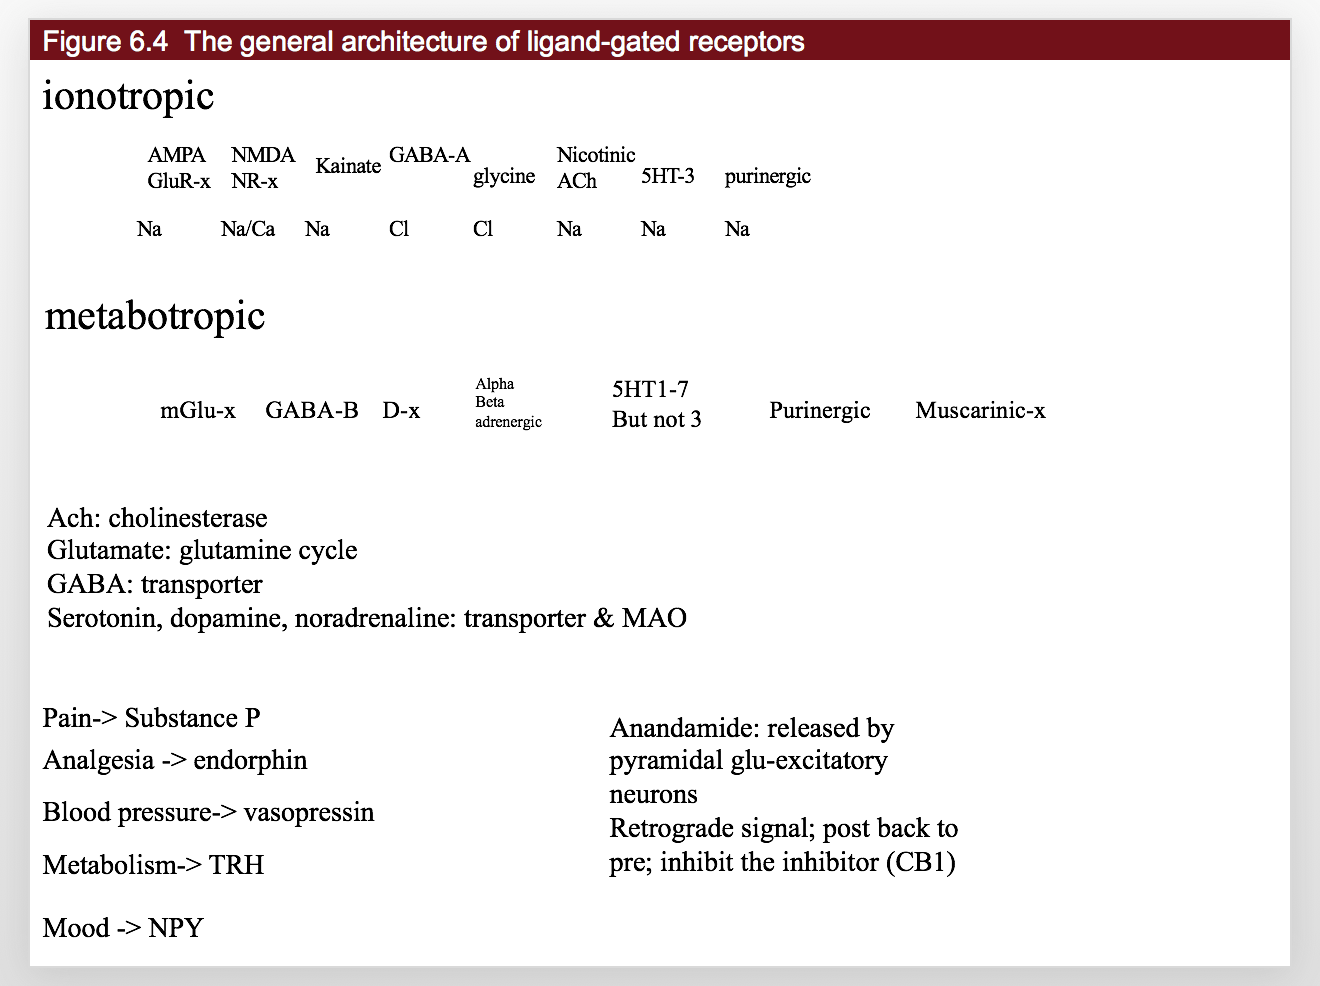 Figure 6.4 The general architecture of ligand-gated receptors
ionotropic
AMPA NMDA Kainate GABA-A glycine Nicotinic 5HT-3 purinergic
GluR-x NR-x ACh
Na Na/Ca Na Cl Cl Na Na Na
metabotropic
mGlu-x GABA-B D-x
Alpha
Beta
adrenergic
5HT1-7
But not 3
Purinergic Muscarinic-x
Ach: cholinesterase
Glutamate: glutamine cycle
GABA: transporter
Serotonin, dopamine, noradrenaline: transporter & MAO
Pain-> Substance P
Analgesia -> endorphin
Blood pressure-> vasopressin
Metabolism-> TRH
Mood -> NPY
Anandamide: released by
pyramidal glu-excitatory
neurons
Retrograde signal; post back to
pre; inhibit the inhibitor (CB1)